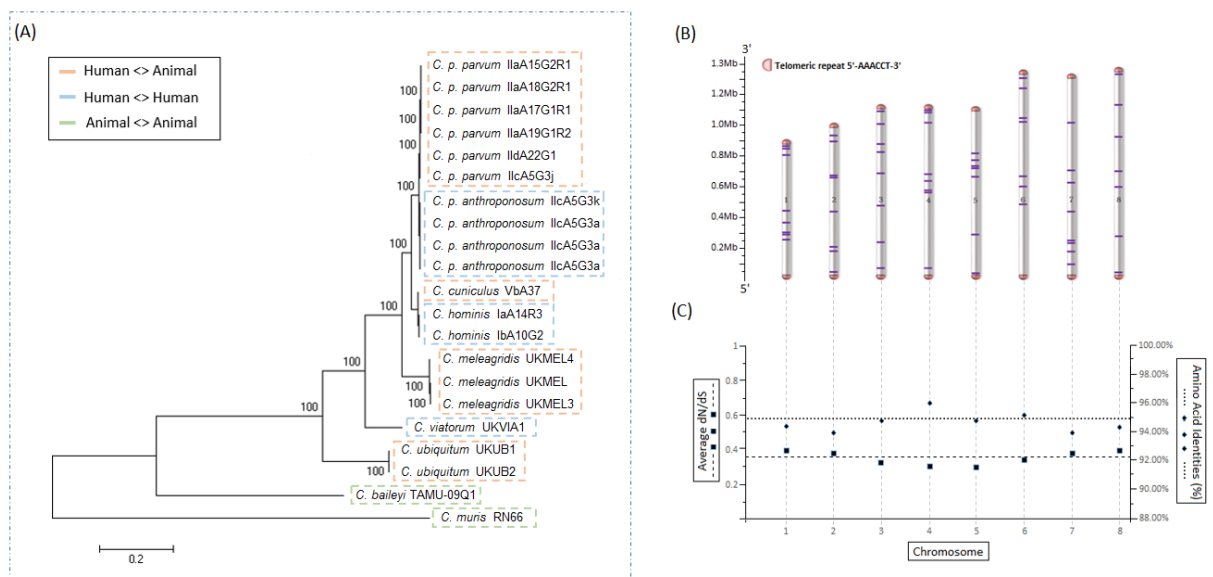 (A)
Human <> Animal
Human <> Human
Animal <> Animal
C. p. parvum IIaA15G2R1
C. p. parvum IIaA18G2R1
C. p. parvum IIaA17G1R1
C. p. parvum IIaA19G1R2
C. p. parvum IIdA22G1
C. p. parvum IIcA5G3j
C. p. anthroponosum IIcA5G3k
C. p. anthroponosum IIcA5G3a
C. p. anthroponosum IIcA5G3a
C. p. anthroponosum IIcA5G3a
C. cuniculus VbA37
C. hominis IaA14R3
C. hominis IbA10G2
C. meleagridis UKMEL4
C. meleagridis UKMEL
C. meleagridis UKMEL3
C. viatorum UKVIA1
C. ubiquitum UKUB1
C. ubiquitum UKUB2
C. baileyi TAMU-09Q1
C. muris RN66
100
100
100
100
100
100
100
100
100
100
100
0.2
(B)
3'
Telomeric repeat 5'-AAACCT-3'
1.3Mb
1.2Mb
1.0Mb
0.8Mb
0.6Mb
0.4Mb
0.2Mb
5'
1
2
3
4
5
6
7
8
(C)
1
0.8
0.6
0.4
0.2
Average dN/dS
100.00%
98.00%
96.00%
94.00%
92.00%
90.00%
88.00%
Amino Acid Identities (%)
1
2
3
4
5
6
7
8
Chromosome